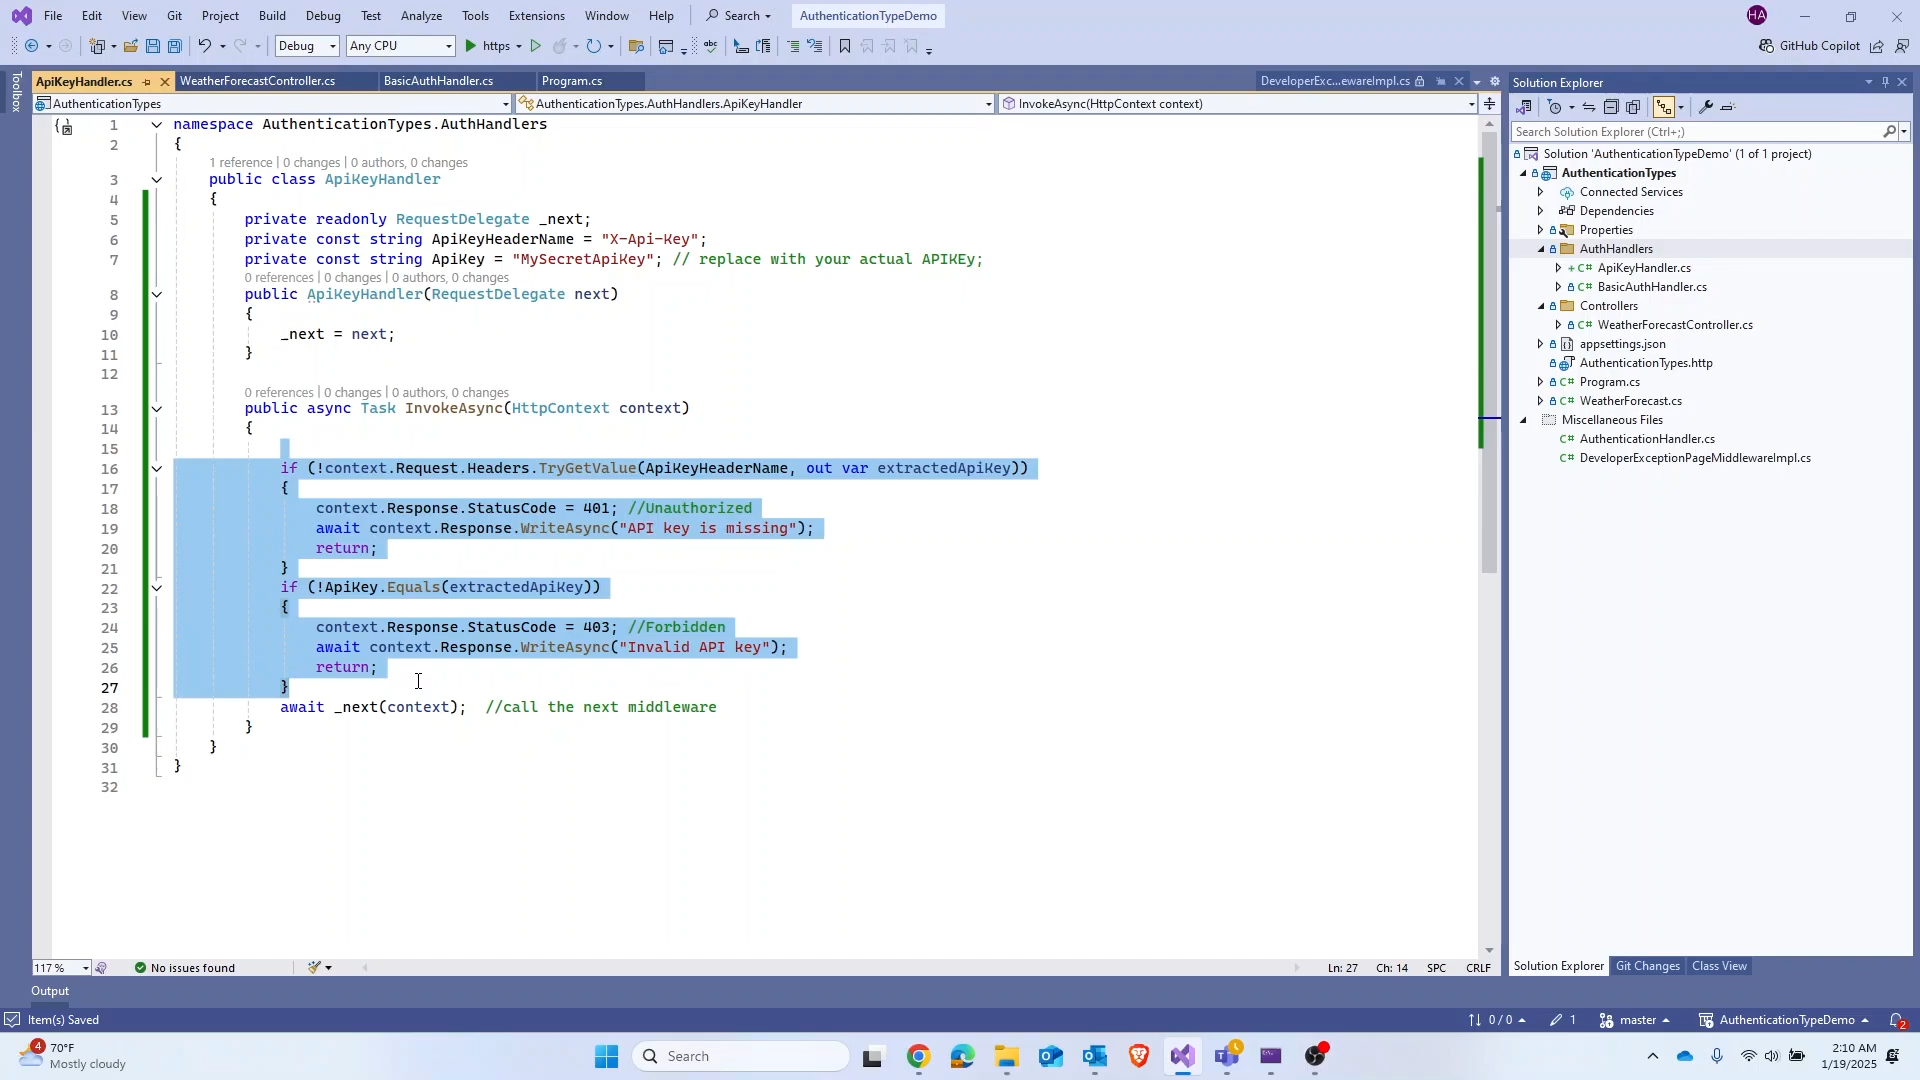 File Edit View Git Project Build Debug Test Analyze Tools Extensions Window Help Search AuthenticationTypeDemo HA
Debug Any CPU https GitHub Copilot
Toolbox
ApiKeyHandler.cs WeatherForecastController.cs BasicAuthHandler.cs Program.cs DeveloperExc...ewareImpl.cs
AuthenticationTypes AuthenticationTypes.AuthHandlers.ApiKeyHandler InvokeAsync(HttpContext context)
1 namespace AuthenticationTypes.AuthHandlers
2 {
1 reference | 0 changes | 0 authors, 0 changes
3 public class ApiKeyHandler
4 {
5 private readonly RequestDelegate _next;
6 private const string ApiKeyHeaderName = "X-Api-Key";
7 private const string ApiKey = "MySecretApiKey"; // replace with your actual APIKEy;
0 references | 0 changes | 0 authors, 0 changes
8 public ApiKeyHandler(RequestDelegate next)
9 {
10 _next = next;
11 }
12
0 references | 0 changes | 0 authors, 0 changes
13 public async Task InvokeAsync(HttpContext context)
14 {
15
16 if (!context.Request.Headers.TryGetValue(ApiKeyHeaderName, out var extractedApiKey))
17 {
18 context.Response.StatusCode = 401; //Unauthorized
19 await context.Response.WriteAsync("API key is missing");
20 return;
21 }
22 if (!ApiKey.Equals(extractedApiKey))
23 {
24 context.Response.StatusCode = 403; //Forbidden
25 await context.Response.WriteAsync("Invalid API key");
26 return;
27 }
28 await _next(context); //call the next middleware
29 }
30 }
31 }
32
117 % No issues found Ln: 27 Ch: 14 SPC CRLF
Output
Solution Explorer
Search Solution Explorer (Ctrl+;)
Solution 'AuthenticationTypeDemo' (1 of 1 project)
AuthenticationTypes
Connected Services
Dependencies
Properties
AuthHandlers
C# ApiKeyHandler.cs
C# BasicAuthHandler.cs
Controllers
C# WeatherForecastController.cs
appsettings.json
AuthenticationTypes.http
C# Program.cs
C# WeatherForecast.cs
Miscellaneous Files
C# AuthenticationHandler.cs
C# DeveloperExceptionPageMiddlewareImpl.cs
Solution Explorer Git Changes Class View
Item(s) Saved 0 / 0 1 master AuthenticationTypeDemo 2
4 70°F
Mostly cloudy
Search
2:10 AM
1/19/2025